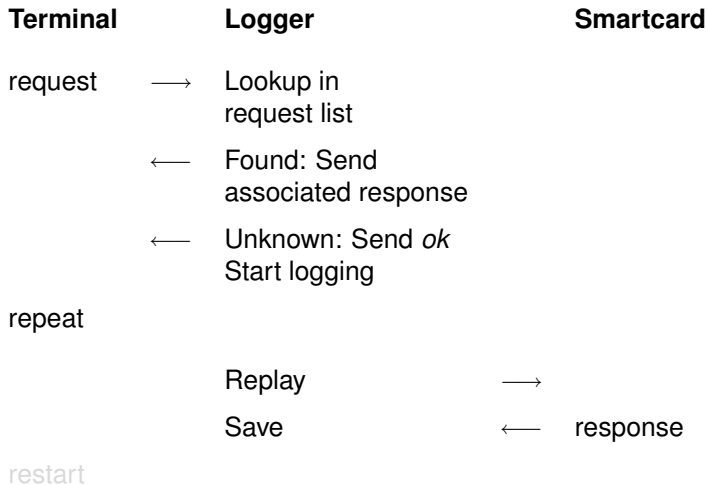 Terminal Logger Smartcard
request ⟶ Lookup in
request list
⟵ Found: Send
associated response
⟵ Unknown: Send ok
Start logging
repeat
Replay ⟶
Save ⟵ response
restart